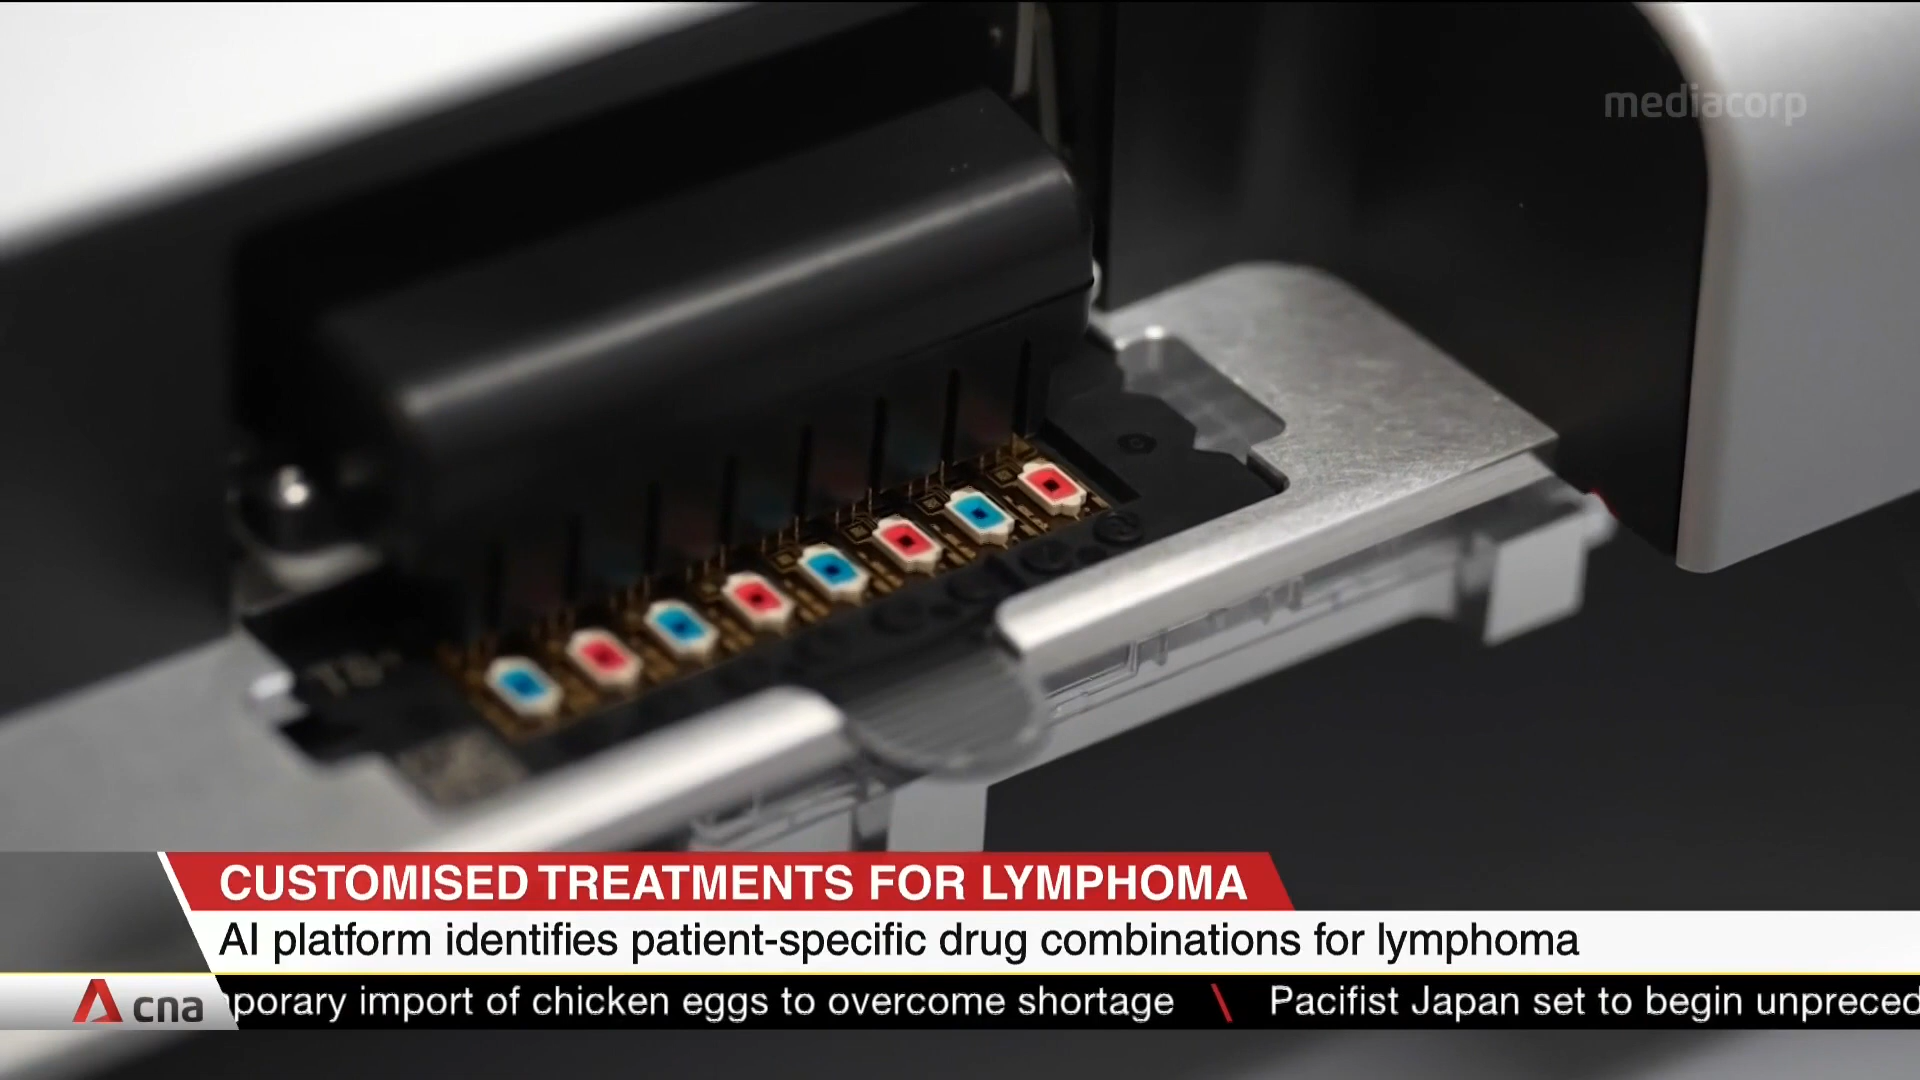 mediacorp
CUSTOMISED TREATMENTS FOR LYMPHOMA
AI platform identifies patient-specific drug combinations for lymphoma
cna
porary import of chicken eggs to overcome shortage \ Pacifist Japan set to begin unpreced